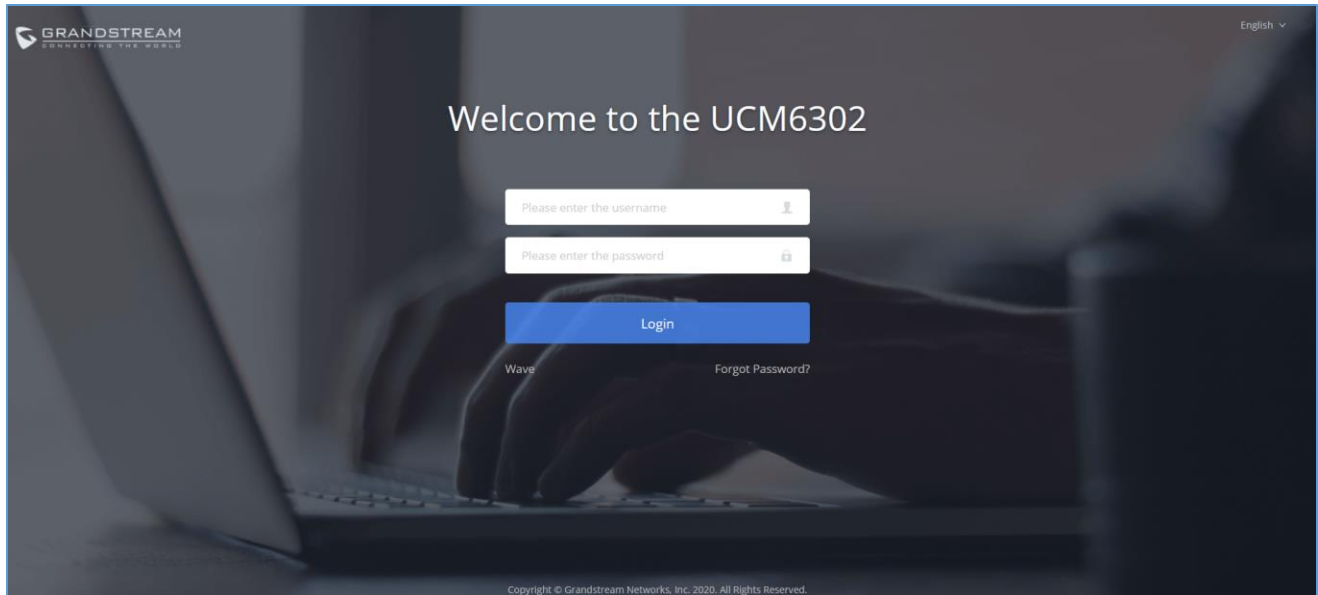 GRANDSTREAM
CONNECTING THE WORLD
English
Welcome to the UCM6302
Please enter the username
Please enter the password
Login
Wave
Forgot Password?
Copyright © Grandstream Networks, Inc. 2020. All Rights Reserved.